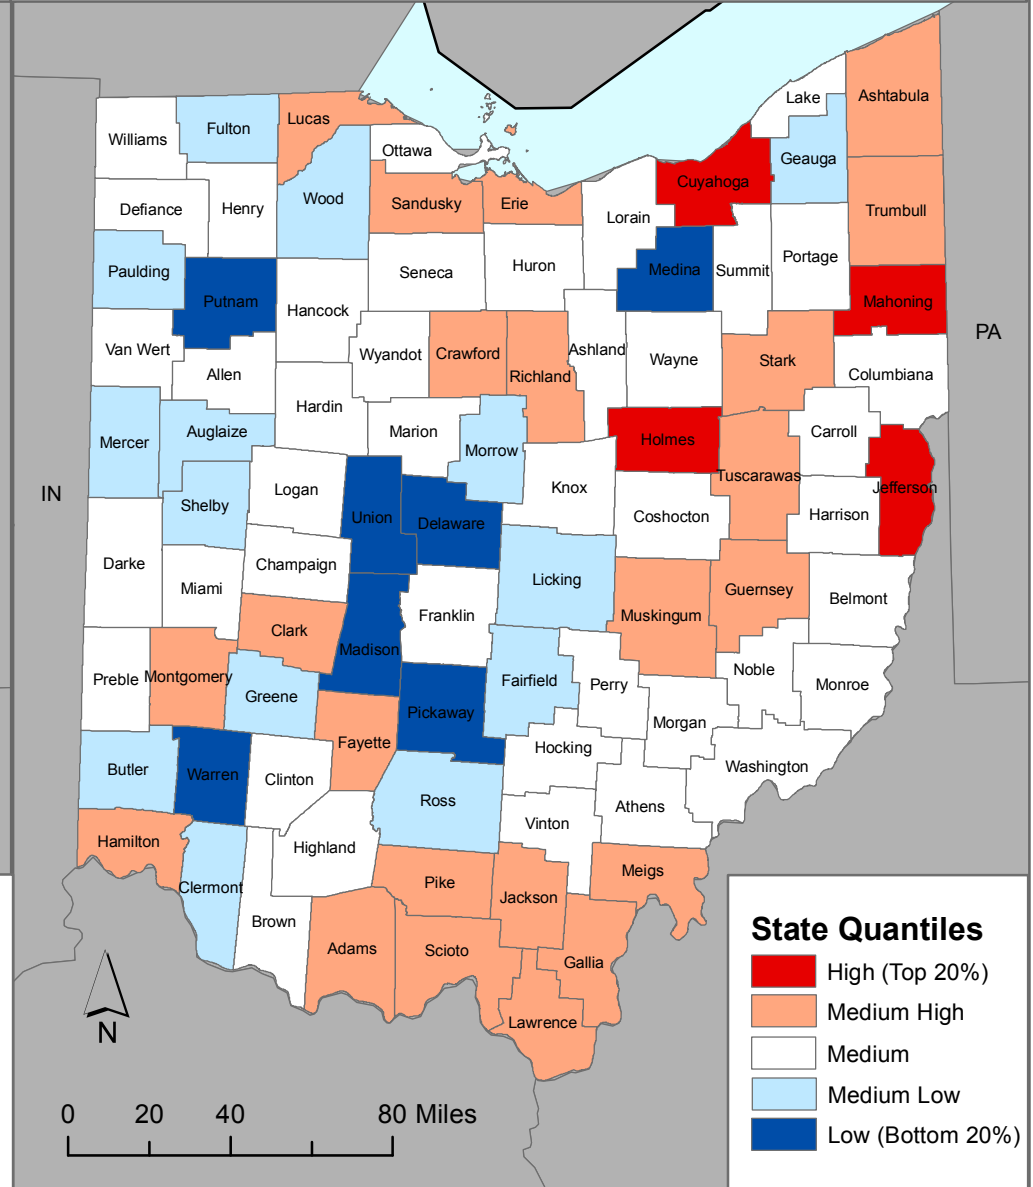 Lake
Ashtabula
Lucas
Fulton
Williams
Ottawa
Geauga
Cuyahoga
Wood
Sandusky
Erie
Defiance
Henry
Trumbull
Lorain
Portage
Huron
Seneca
Medina
Summit
Paulding
Putnam
Mahoning
Hancock
PA
Van Wert
Wyandot
Crawford
Ashland
Wayne
Stark
Allen
Richland
Columbiana
Hardin
Marion
Carroll
Mercer
Auglaize
Morrow
Holmes
Tuscarawas
IN
Logan
Knox
Jefferson
Shelby
Union
Delaware
Coshocton
Harrison
Darke
Champaign
Licking
Miami
Guernsey
Belmont
Franklin
Muskingum
Clark
Madison
Noble
Preble
Montgomery
Fairfield
Perry
Monroe
Greene
Pickaway
Morgan
Fayette
Hocking
Washington
Butler
Warren
Clinton
Ross
Athens
Vinton
Hamilton
Highland
Meigs
Clermont
Pike
Jackson
Brown
Adams
Scioto
Gallia
Lawrence
N
0 20 40 80 Miles
State Quantiles
High (Top 20%)
Medium High
Medium
Medium Low
Low (Bottom 20%)